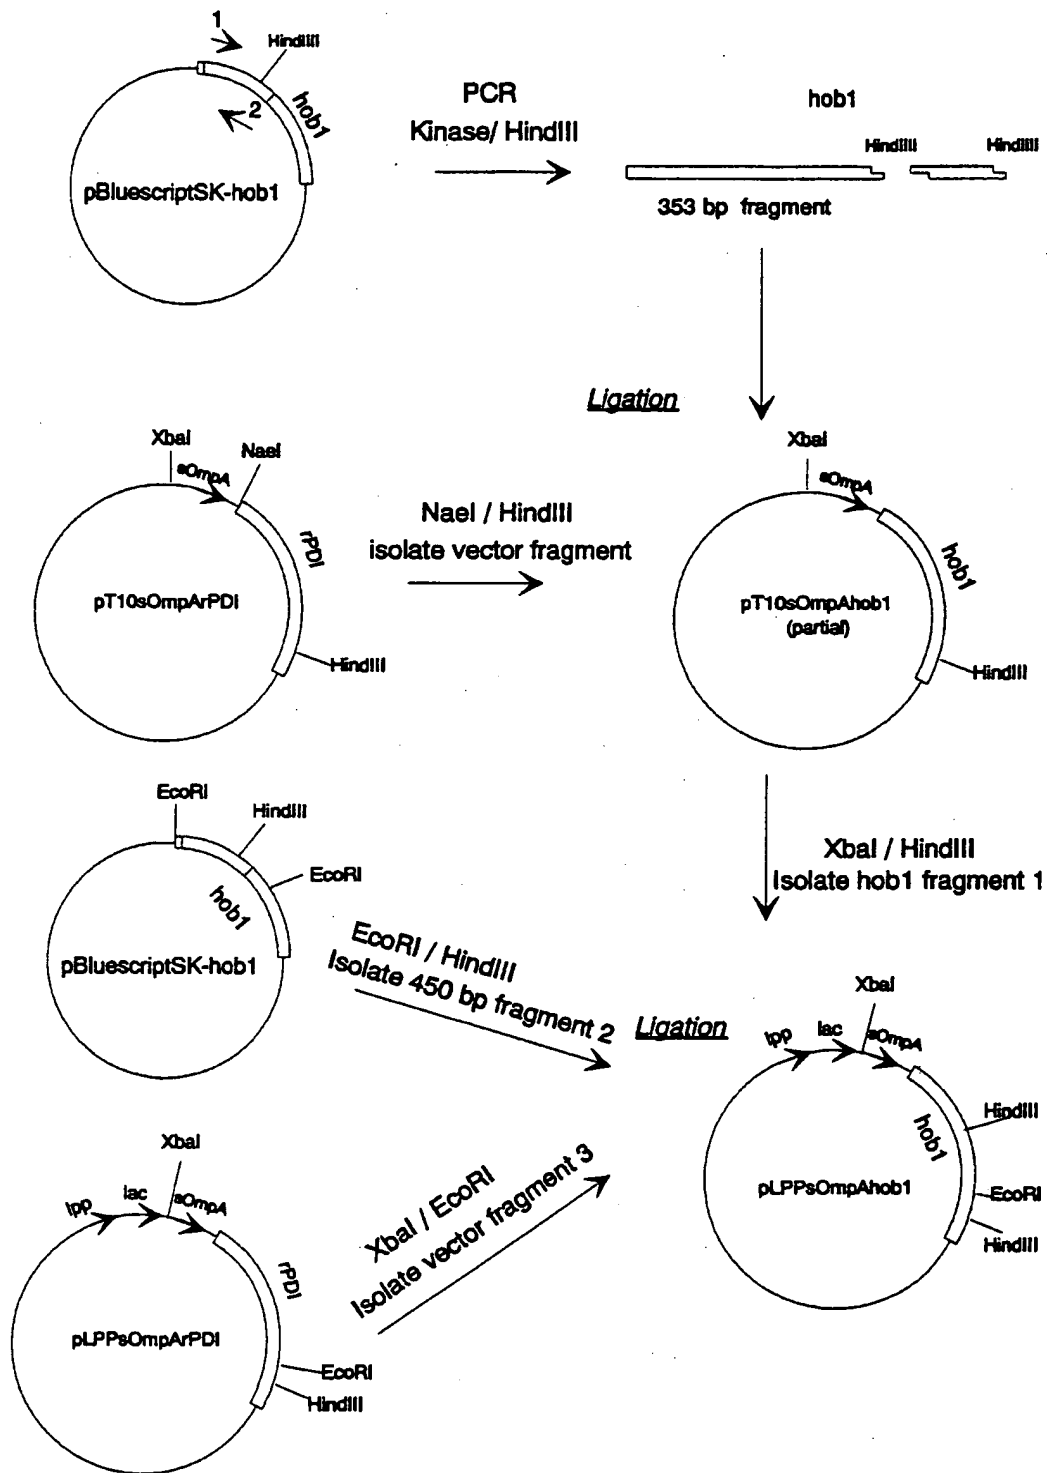 1
HindIIII
2
hob1
pBluescriptSK-hob1
PCR
Kinase/ HindIII
hob1
HindIIII
HindIIII
353 bp fragment
Ligation
XbaI
NaeI
sOmpA
rPDI
pT10sOmpArPDI
HindIII
NaeI / HindIII
isolate vector fragment
XbaI
sOmpA
hob1
pT10sOmpAhob1
(partial)
HindIII
EcoRI
HindIII
EcoRI
hob1
pBluescriptSK-hob1
XbaI / HindIII
Isolate hob1 fragment 1
EcoRI / HindIII
Isolate 450 bp fragment 2
Ligation
XbaI
lpp
lac
sOmpA
hob1
HindIII
EcoRI
HindIII
pLPPsOmpAhob1
XbaI
lpp
lac
sOmpA
rPDI
pLPPsOmpArPDI
EcoRI
HindIII
XbaI / EcoRI
Isolate vector fragment 3